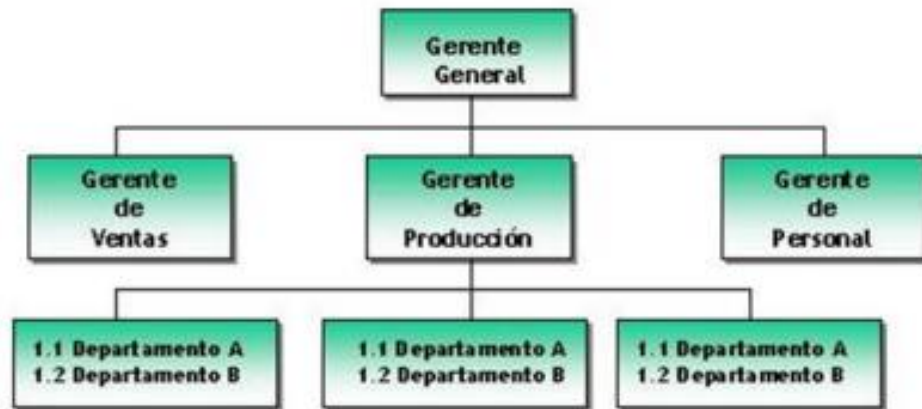 Gerente
General
Gerente
de
Ventas
Gerente
de
Producción
Gerente
de
Personal
1.1 Departamento A
1.2 Departamento B
1.1 Departamento A
1.2 Departamento B
1.1 Departamento A
1.2 Departamento B